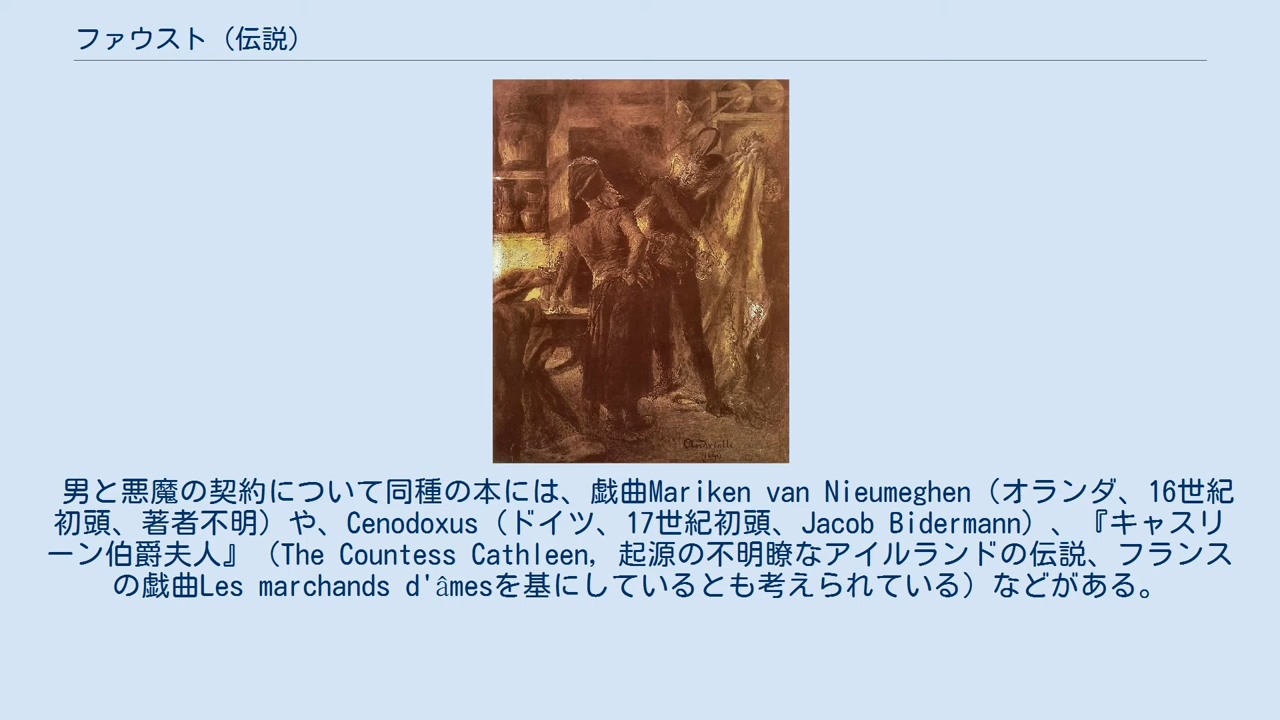 ファウスト（伝説）
男と悪魔の契約について同種の本には、戯曲Mariken van Nieumeghen（オランダ、16世紀
初頭、著者不明）や、Cenodoxus（ドイツ、17世紀初頭、Jacob Bidermann）、『キャスリ
ーン伯爵夫人』（The Countess Cathleen, 起源の不明瞭なアイルランドの伝説、フランス
の戯曲Les marchands d'âmesを基にしているとも考えられている）などがある。